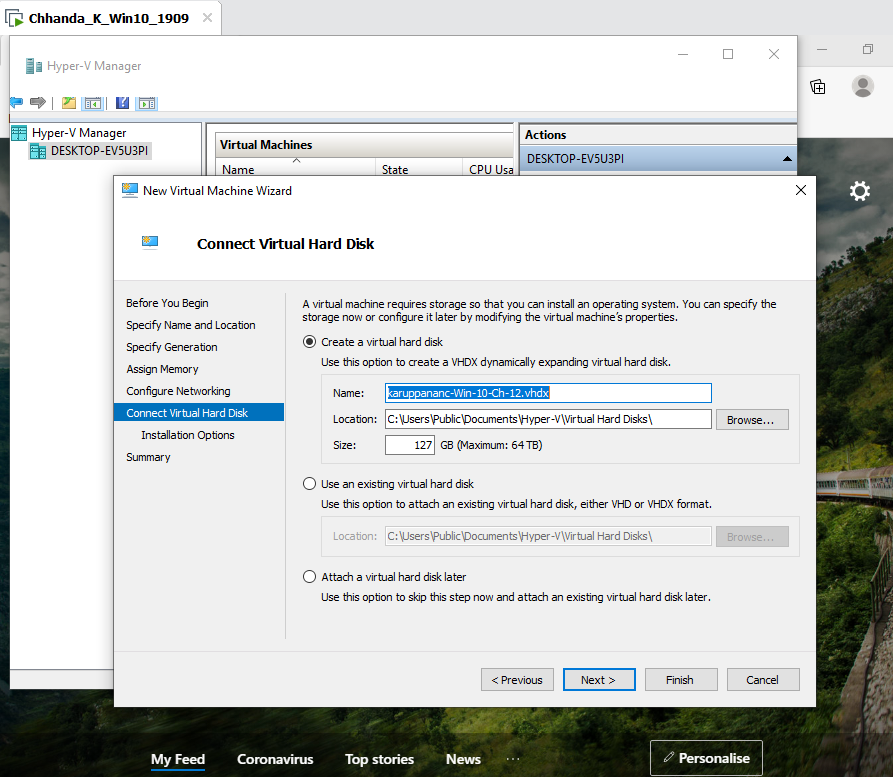 Chhanda_K_Win10_1909
Hyper-V Manager
Hyper-V Manager
DESKTOP-EV5U3PI
Virtual Machines
Name
State
CPU Usa
Actions
DESKTOP-EV5U3PI
New Virtual Machine Wizard
Connect Virtual Hard Disk
Before You Begin
Specify Name and Location
Specify Generation
Assign Memory
Configure Networking
Connect Virtual Hard Disk
Installation Options
Summary
A virtual machine requires storage so that you can install an operating system. You can specify the
storage now or configure it later by modifying the virtual machine's properties.
Create a virtual hard disk
Use this option to create a VHDX dynamically expanding virtual hard disk.
Name: karuppananc-Win-10-Ch-12.vhdx
Location: C:\Users\Public\Documents\Hyper-V\Virtual Hard Disks\ Browse...
Size: 127 GB (Maximum: 64 TB)
Use an existing virtual hard disk
Use this option to attach an existing virtual hard disk, either VHD or VHDX format.
Location: C:\Users\Public\Documents\Hyper-V\Virtual Hard Disks\ Browse...
Attach a virtual hard disk later
Use this option to skip this step now and attach an existing virtual hard disk later.
< Previous Next > Finish Cancel
My Feed Coronavirus Top stories News ... Personalise